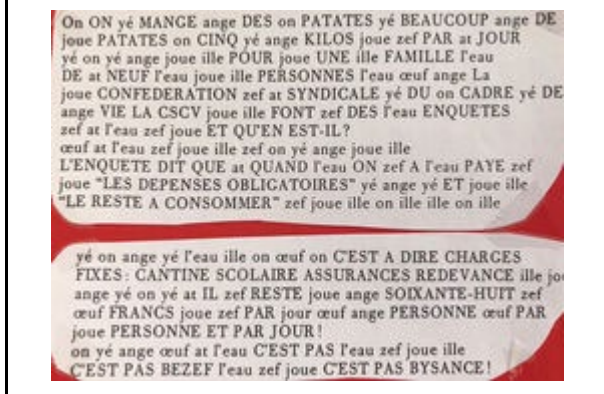 On ON yé MANGE ange DES on PATATES yé BEAUCOUP ange DE
joue PATATES on CINQ yé ange KILOS joue zef PAR at JOUR
yé on yé ange joue ille POUR joue UNE ille FAMILLE l'eau
DE at NEUF l'eau joue ille PERSONNES l'eau œuf ange La
joue CONFEDERATION zef at SYNDICALE yé DU on CADRE yé DE
ange VIE LA CSCV joue ille FONT zef DES l'eau ENQUETES
zef at l'eau zef joue ET QU'EN EST-IL?
œuf at l'eau zef joue ille zef on yé ange joue ille
L'ENQUETE DIT QUE at QUAND l'eau ON zef A l'eau PAYE zef
joue "LES DEPENSES OBLIGATOIRES" yé ange yé ET joue ille
"LE RESTE A CONSOMMER" zef joue ille on ille ille on ille
yé on ange yé l'eau ille on œuf on C'EST A DIRE CHARGES
FIXES: CANTINE SCOLAIRE ASSURANCES REDEVANCE ille jo
ange yé on yé at IL zef RESTE joue ange SOIXANTE-HUIT zef
œuf FRANCS joue zef PAR jour œuf ange PERSONNE œuf PAR
joue PERSONNE ET PAR JOUR!
on yé ange œuf at l'eau C'EST PAS l'eau zef joue ille
C'EST PAS BEZEF l'eau zef joue C'EST PAS BYSANCE!